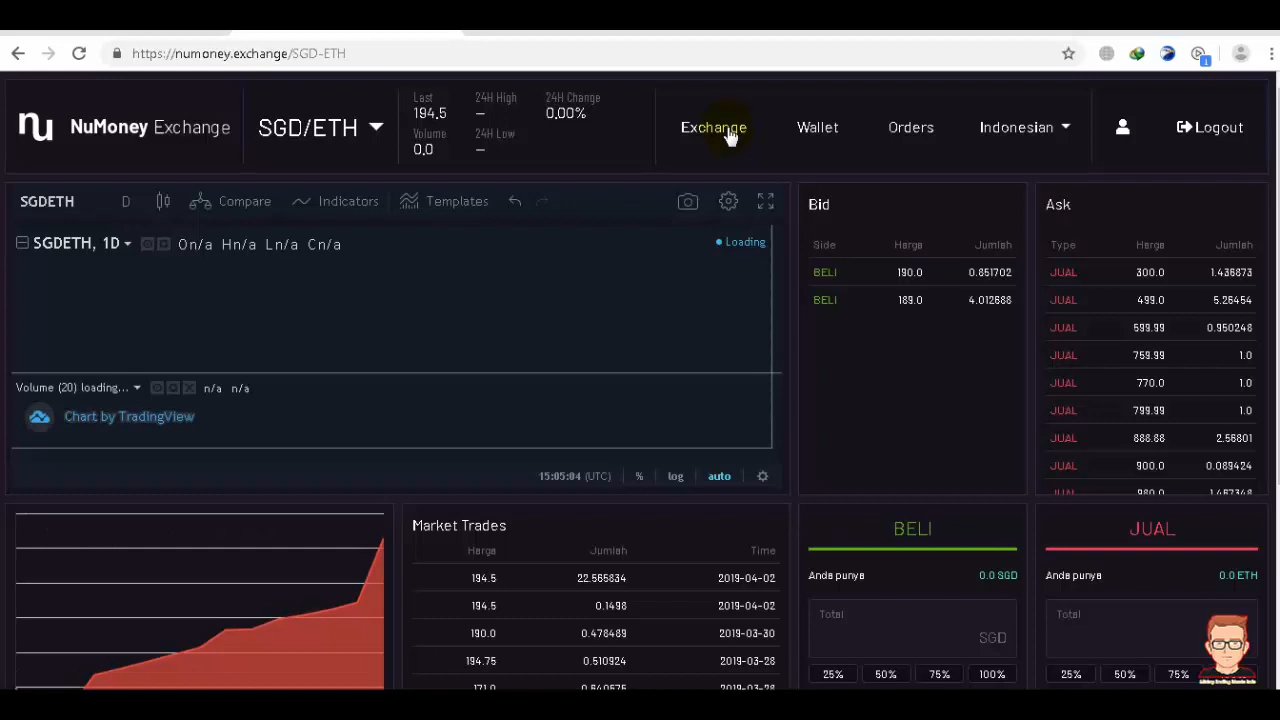 https://numoney.exchange/SGD-ETH
1
nu NuMoney Exchange
SGD/ETH
Last 24H High 24H Change
194.5 — 0.00%
Volume 24H Low
0.0 —
Exchange Wallet Orders Indonesian Logout
SGDETH D Compare Indicators Templates
SGDETH, 1D On/a Hn/a Ln/a Cn/a Loading
Volume (20) loading... n/a n/a
Chart by TradingView
15:05:04 (UTC) % log auto
Bid
Side Harga Jumlah
BELI 190.0 0.851702
BELI 189.0 4.012688
Ask
Type Harga Jumlah
JUAL 300.0 1.436873
JUAL 499.0 5.26454
JUAL 599.99 0.950248
JUAL 759.99 1.0
JUAL 770.0 1.0
JUAL 799.99 1.0
JUAL 888.88 2.56801
JUAL 900.0 0.089424
JUAL
Market Trades
Harga Jumlah Time
194.5 22.565834 2019-04-02
194.5 0.1498 2019-04-02
190.0 0.478489 2019-03-30
194.75 0.510924 2019-03-28
2019-03-28
BELI
Anda punya 0.0 SGD
Total
SGD
25% 50% 75% 100%
JUAL
Anda punya 0.0 ETH
Total
25% 50% 75%